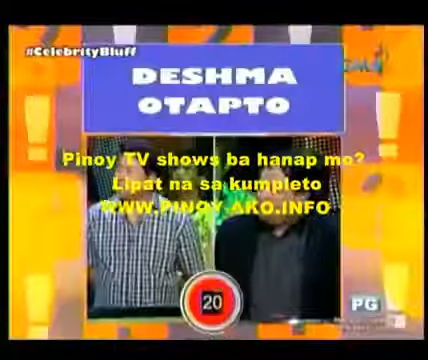 #CelebrityBluff
DESHMA
OTAPTO
Pinoy TV shows ba hanap mo?
Lipat na sa kumpleto
WWW.PINOY-AKO.INFO
20
PG